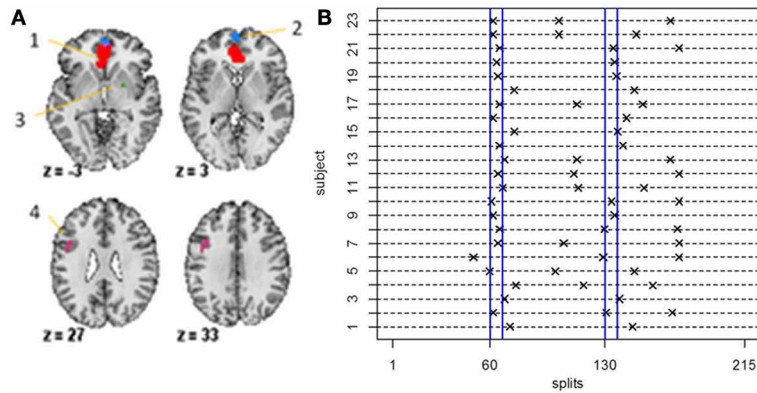 A
1
2
3
z = -3
z = 3
4
z = 27
z = 33
B
23
21
19
17
15
13
11
9
7
5
3
1
subject
1
60
130
215
splits